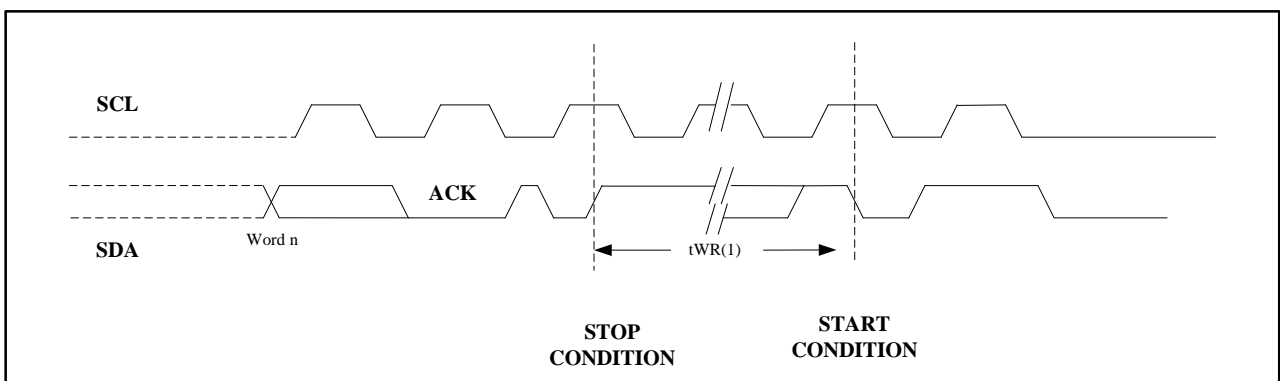 SCL
ACK
Word n
SDA
tWR(1)
STOP
CONDITION
START
CONDITION